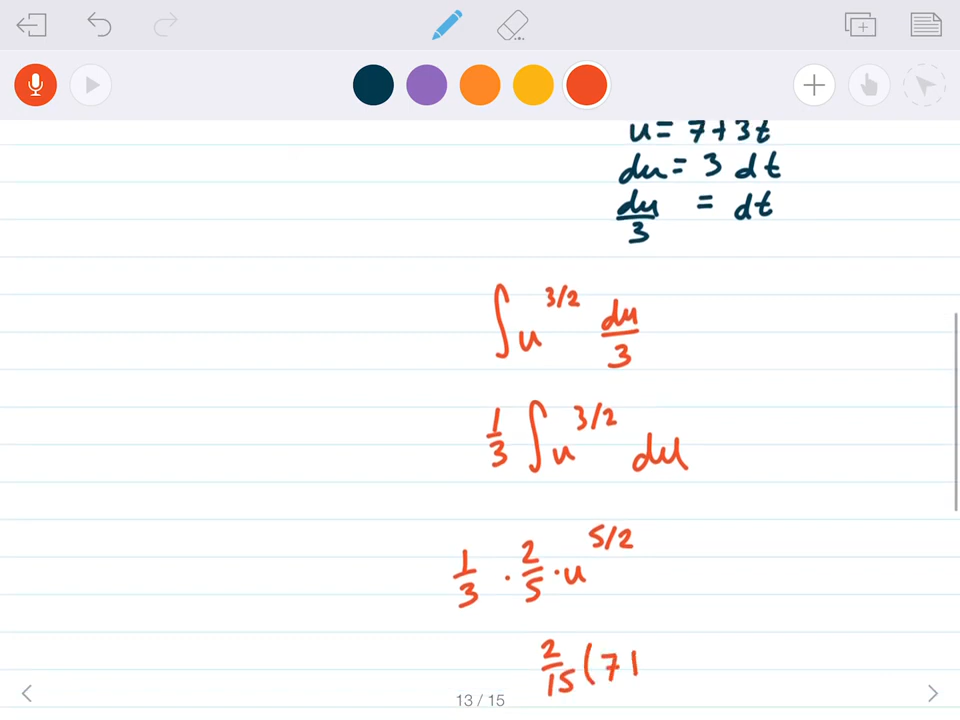 u = 7 + 3t
du = 3 dt
du/3 = dt
∫ u^3/2 du/3
1/3 ∫ u^3/2 du
1/3 · 2/5 · u^5/2
2/15 (7 |
13 / 15